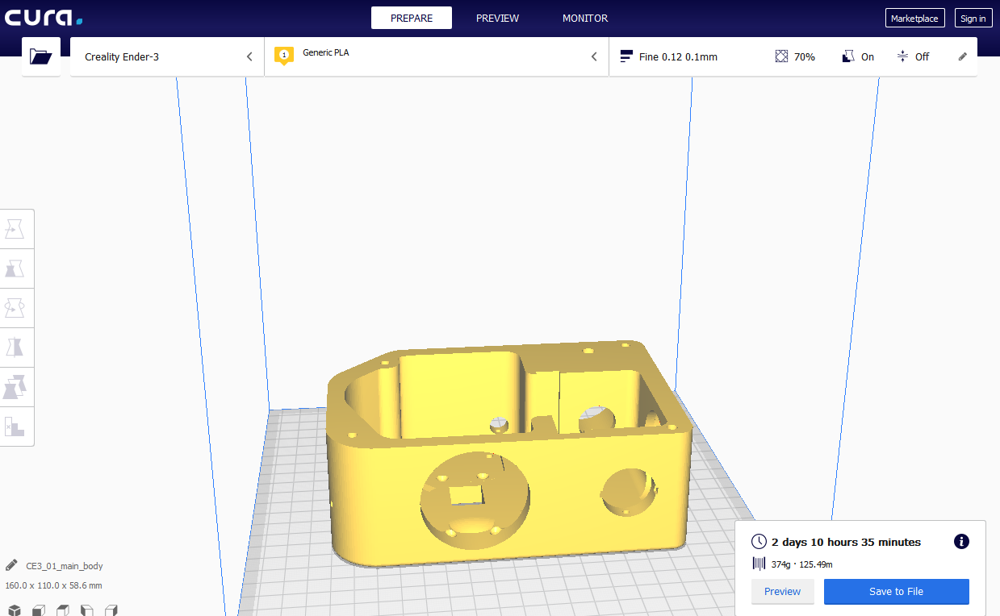 cura.
PREPARE
PREVIEW
MONITOR
Marketplace
Sign in
Creality Ender-3
1
Generic PLA
Fine 0.12 0.1mm
70%
On
Off
CE3_01_main_body
160.0 x 110.0 x 58.6 mm
2 days 10 hours 35 minutes
i
374g · 125.49m
Preview
Save to File